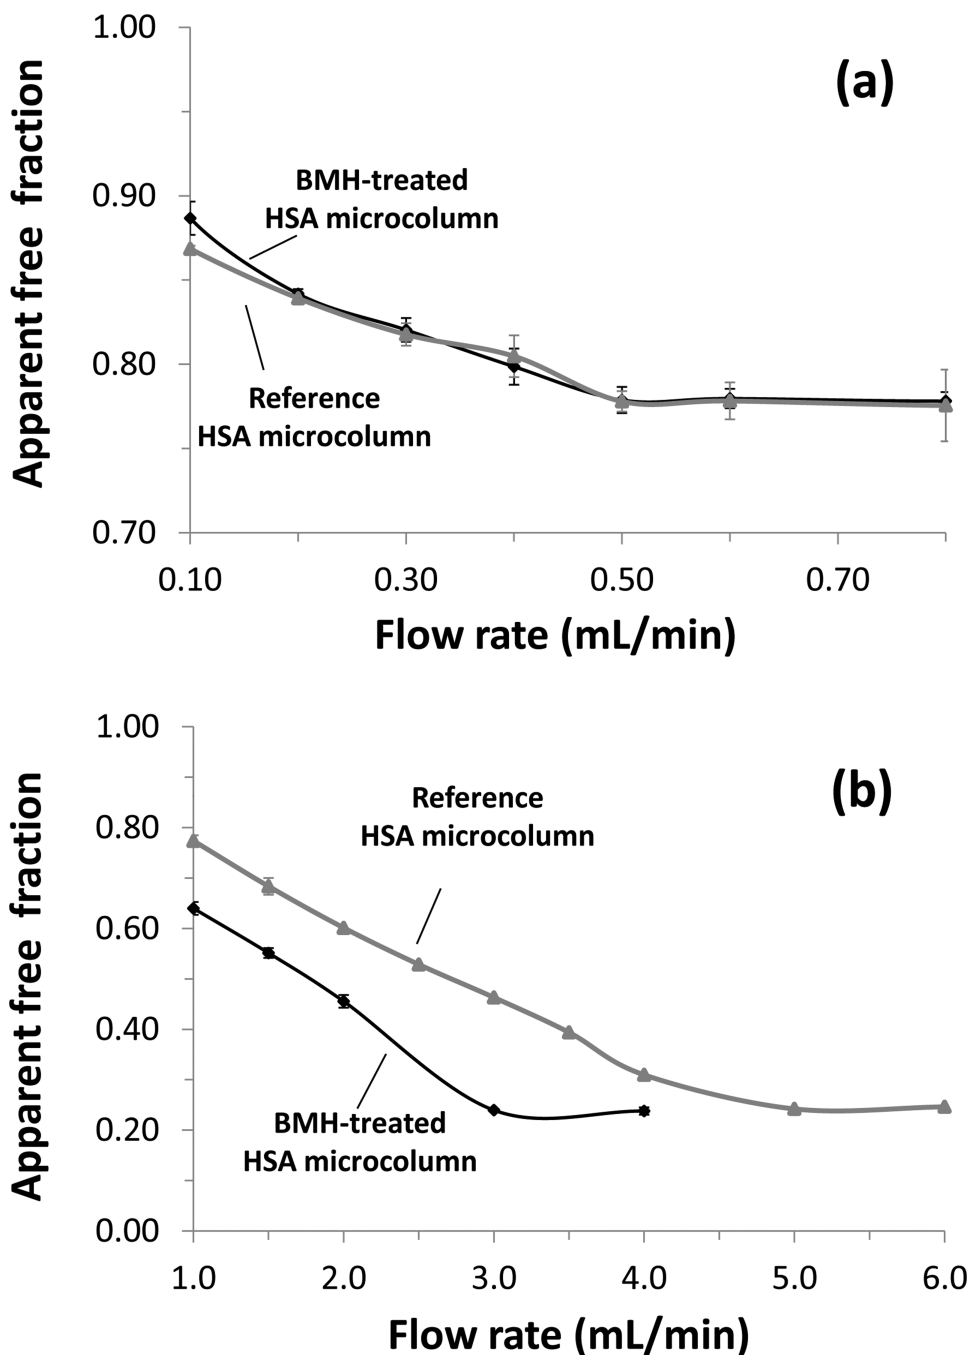 (a)
Apparent free fraction
1.00
0.90
0.80
0.70
BMH-treated
HSA microcolumn
Reference
HSA microcolumn
0.10 0.30 0.50 0.70
Flow rate (mL/min)
(b)
Apparent free fraction
1.00
0.80
0.60
0.40
0.20
0.00
Reference
HSA microcolumn
BMH-treated
HSA microcolumn
1.0 2.0 3.0 4.0 5.0 6.0
Flow rate (mL/min)